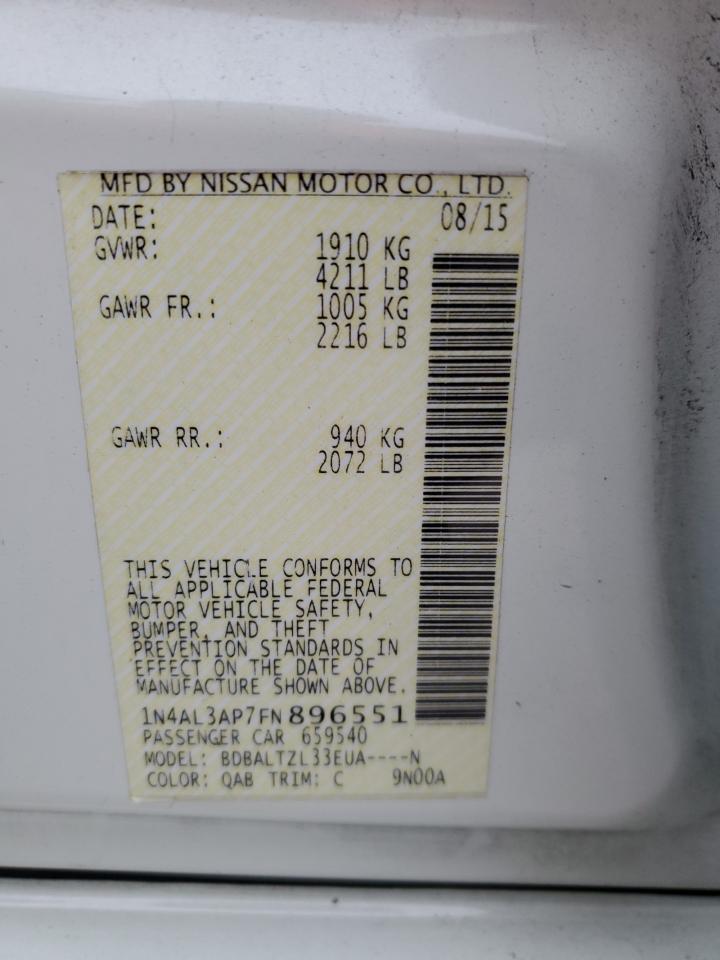 MFD BY NISSAN MOTOR CO., LTD.
DATE: 08/15
GVWR: 1910 KG
4211 LB
GAWR FR.: 1005 KG
2216 LB
GAWR RR.: 940 KG
2072 LB
THIS VEHICLE CONFORMS TO
ALL APPLICABLE FEDERAL
MOTOR VEHICLE SAFETY,
BUMPER, AND THEFT
PREVENTION STANDARDS IN
EFFECT ON THE DATE OF
MANUFACTURE SHOWN ABOVE.
1N4AL3AP7FN896551
PASSENGER CAR 659540
MODEL: BDBALTZL33EUA----N
COLOR: QAB TRIM: C 9N00A